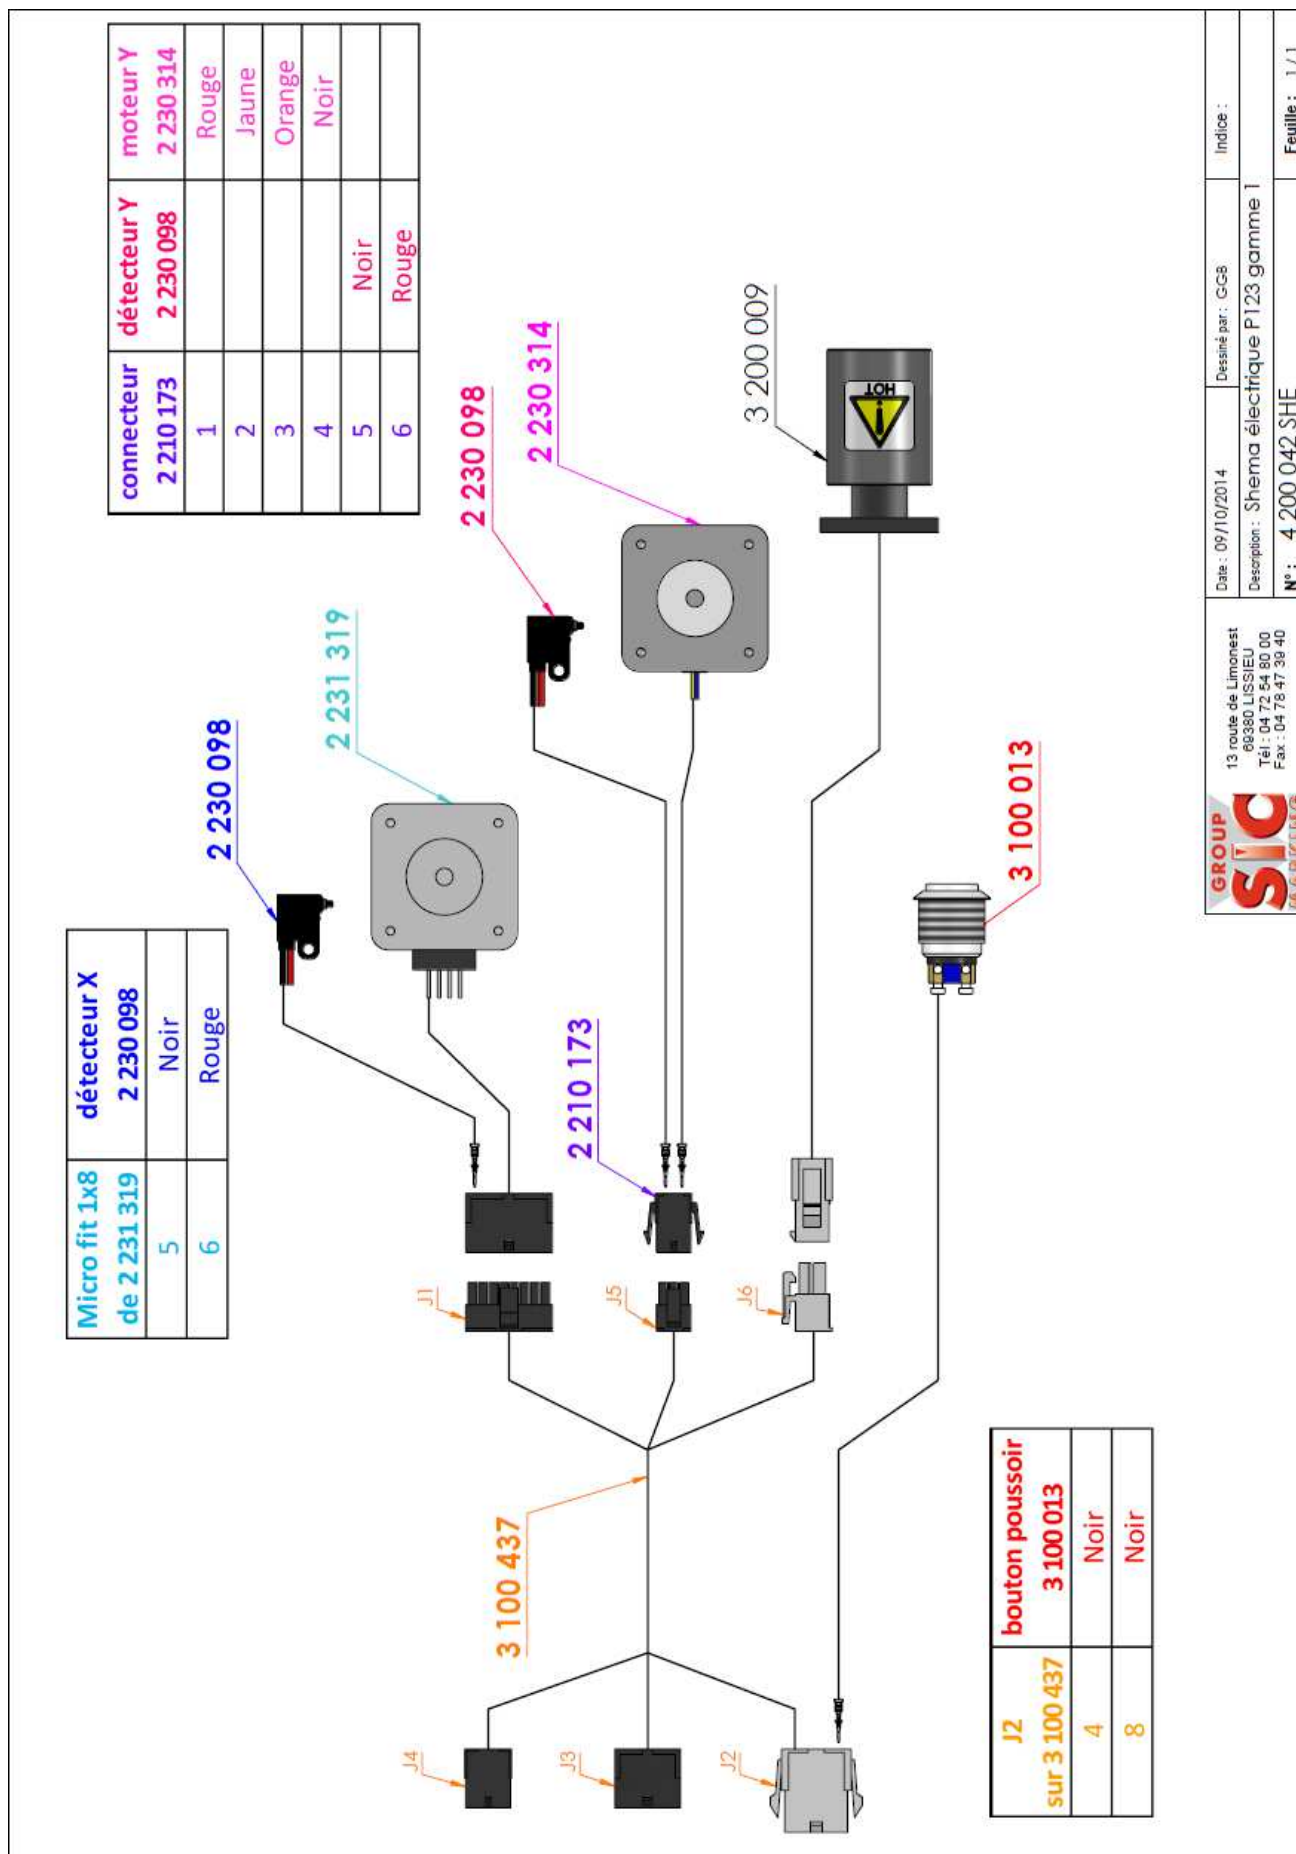 Micro fit 1x8 détecteur X
de 2 231 319 2 230 098
5 Noir
6 Rouge
connecteur détecteur Y moteur Y
2 210 173 2 230 098 2 230 314
1 Rouge
2 Jaune
3 Orange
4 Noir
5 Noir
6 Rouge
2 230 098
2 231 319
2 230 098
2 230 314
3 200 009
HOT
2 210 173
3 100 013
3 100 437
J1
J5
J6
J4
J3
J2
J2 bouton poussoir
sur 3 100 437 3 100 013
4 Noir
8 Noir
GROUP
SIC
MARKING
13 route de Limonest
69380 LISSIEU
Tél : 04 72 54 80 00
Fax : 04 78 47 39 40
Date : 09/10/2014 Dessiné par : GGB Indice :
Description : Shema électrique P123 gamme 1
N° : 4 200 042 SHE Feuille : 1 / 1